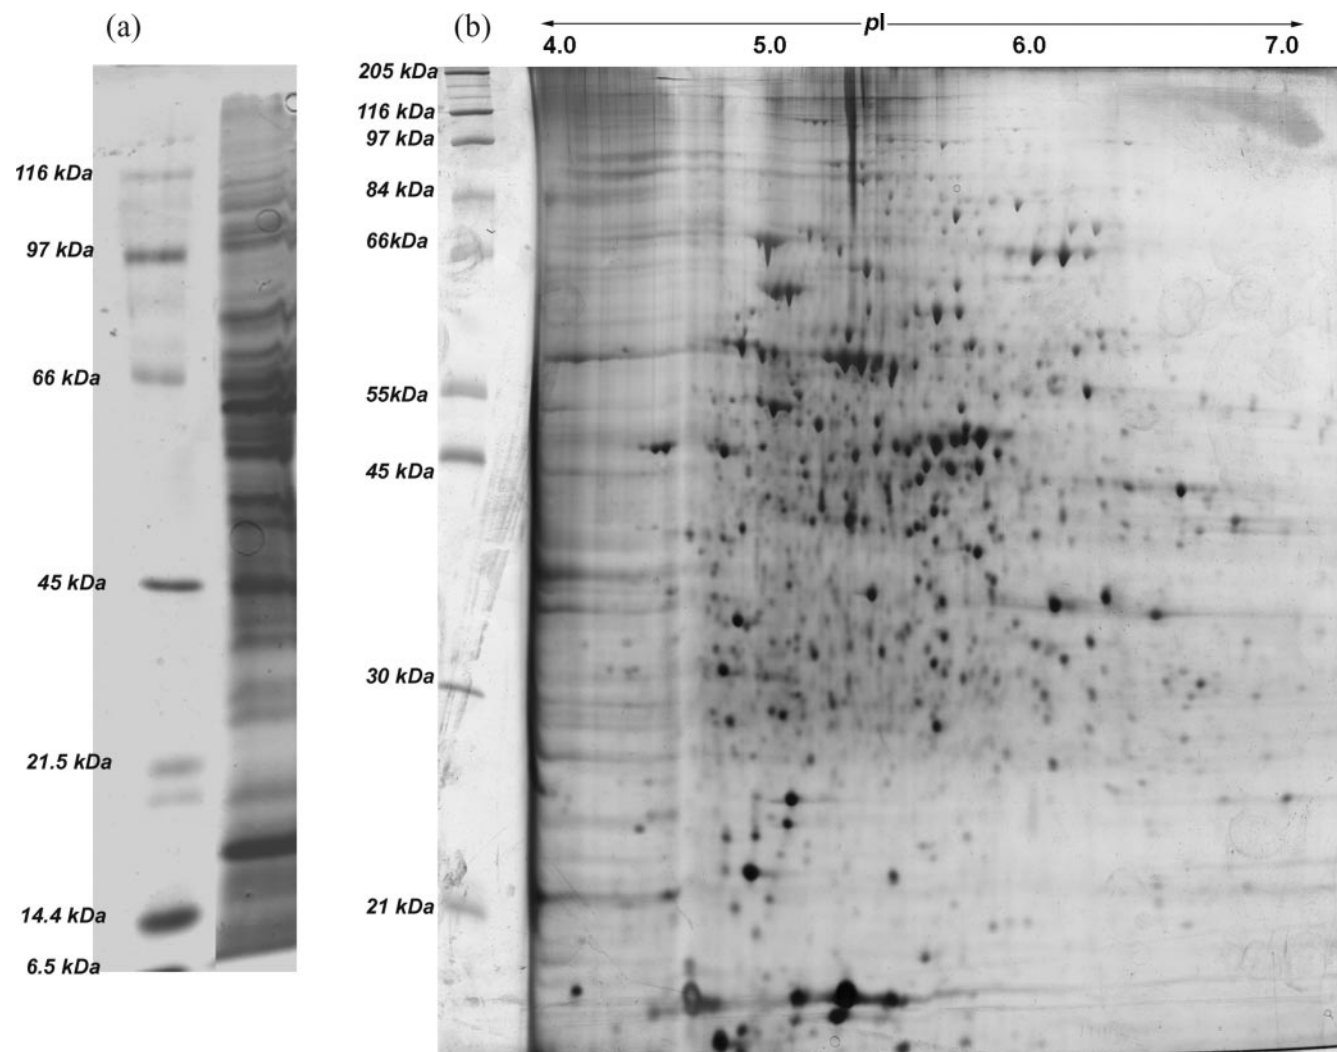 (a)
116 kDa
97 kDa
66 kDa
45 kDa
21.5 kDa
14.4 kDa
6.5 kDa
(b)
pI
4.0 5.0 6.0 7.0
205 kDa
116 kDa
97 kDa
84 kDa
66kDa
55kDa
45 kDa
30 kDa
21 kDa